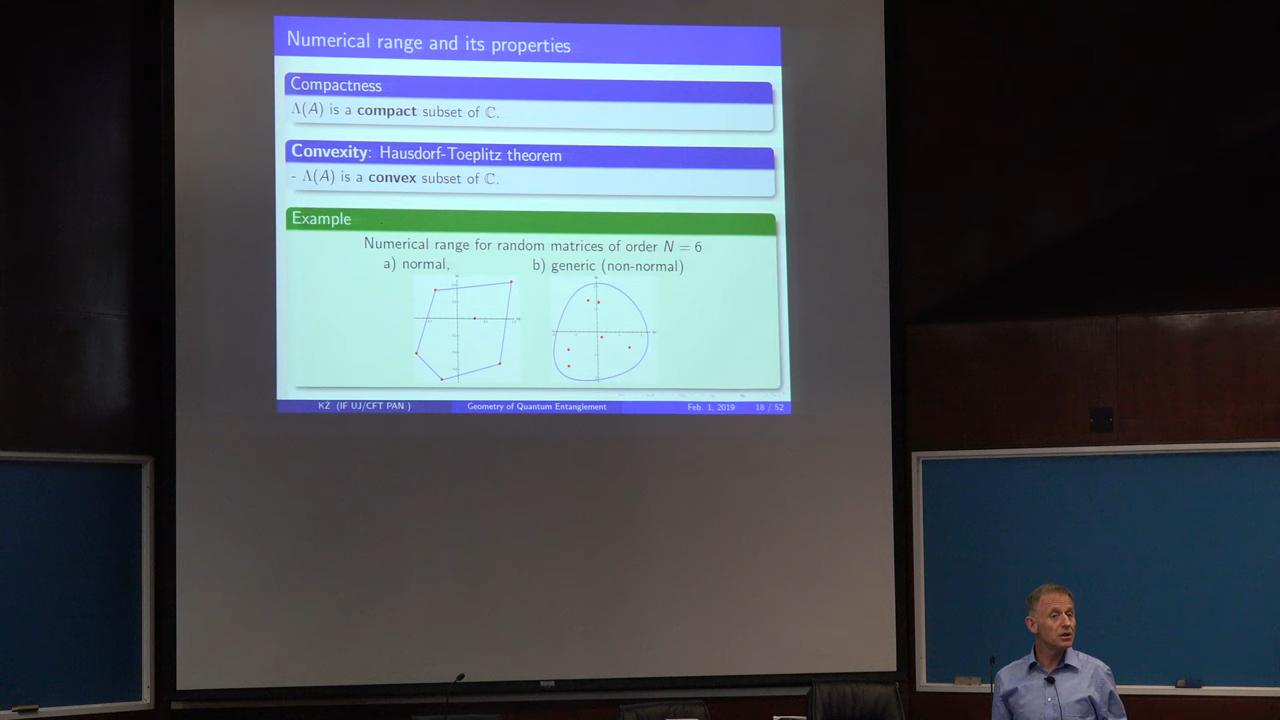 Numerical range and its properties
Compactness
Λ(A) is a compact subset of ℂ.
Convexity: Hausdorf-Toeplitz theorem
- Λ(A) is a convex subset of ℂ.
Example
Numerical range for random matrices of order N = 6
a) normal, b) generic (non-normal)
KŻ (IF UJ/CFT PAN ) Geometry of Quantum Entanglement Feb. 1, 2019 18 / 52